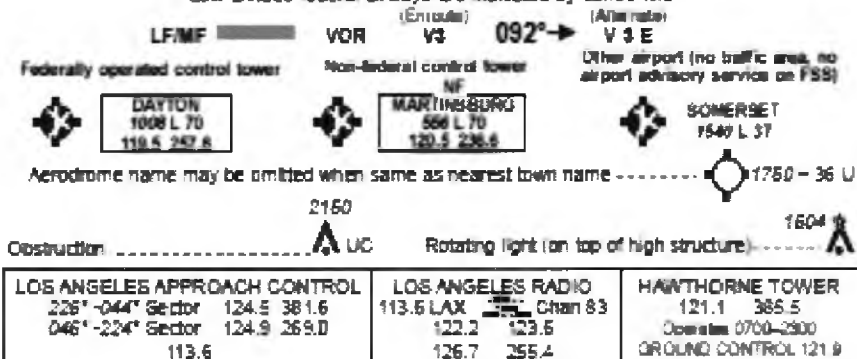 (Enroute) (Alternate)
LF/MF VOR V3 092° V 3 E
Federally operated control tower Non-federal control tower Other airport (no traffic area, no airport advisory service on FSS)
NF
DAYTON MARTINSBURG SOMERSET
1008 L 70 556 L 70 1540 L 37
119.5 257.8 120.5 236.6
Aerodrome name may be omitted when same as nearest town name 1750 - 36 U
2150 1504
Obstruction UC Rotating light (on top of high structure)
LOS ANGELES APPROACH CONTROL LOS ANGELES RADIO HAWTHORNE TOWER
226° -044° Sector 124.5 381.6 113.6 LAX Chan 83 121.1 385.5
046° -224° Sector 124.9 269.0 122.2 123.6 Operates 0700-2300
113.6 126.7 255.4 GROUND CONTROL 121.9